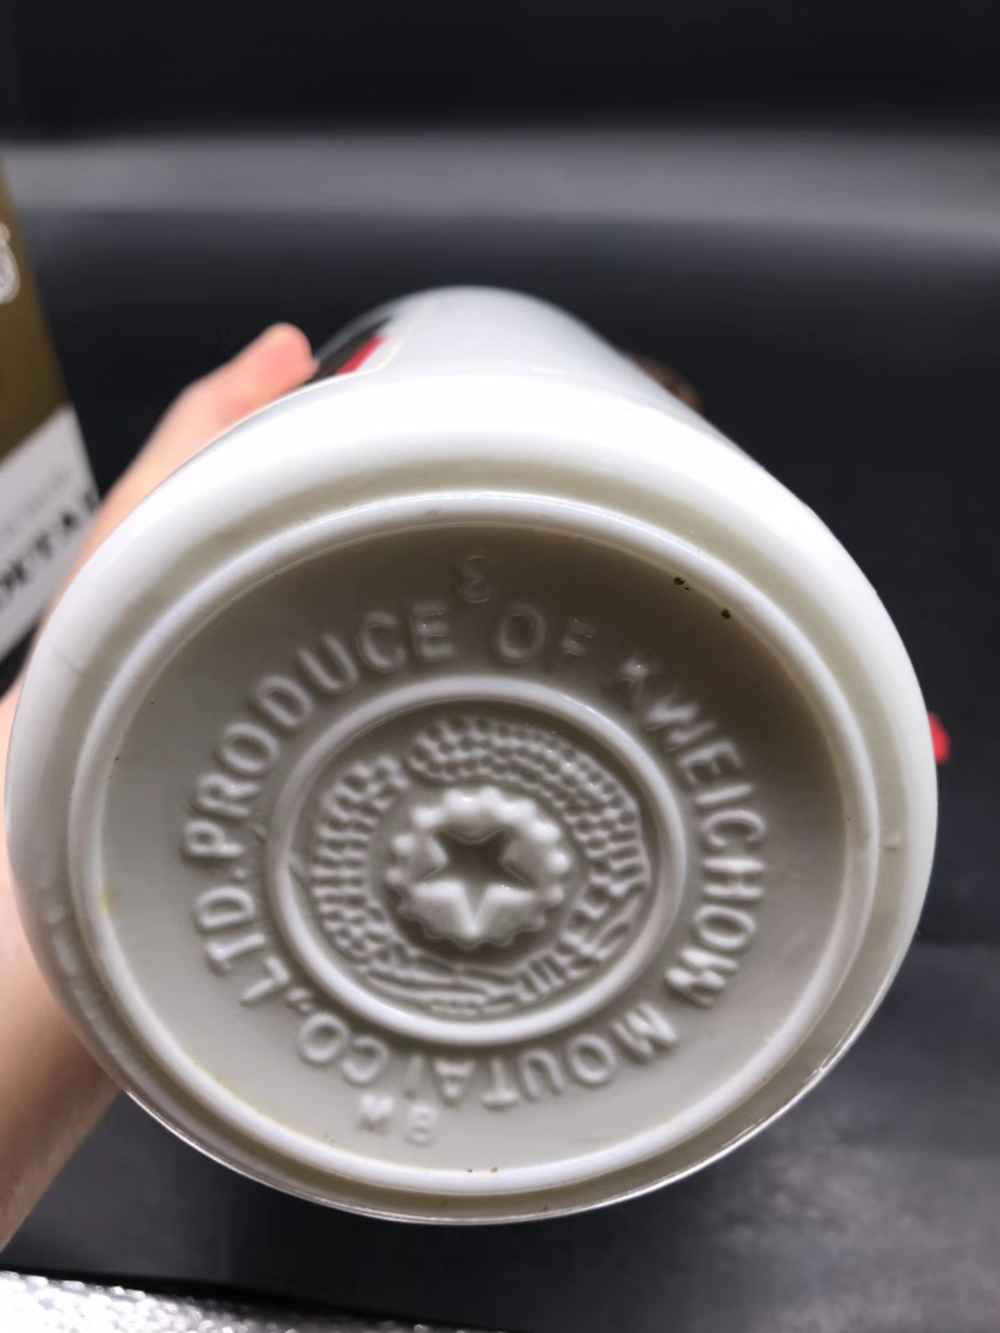 3
PRODUCE OF KWEICHOW MOUTAI CO.,LTD.
MB